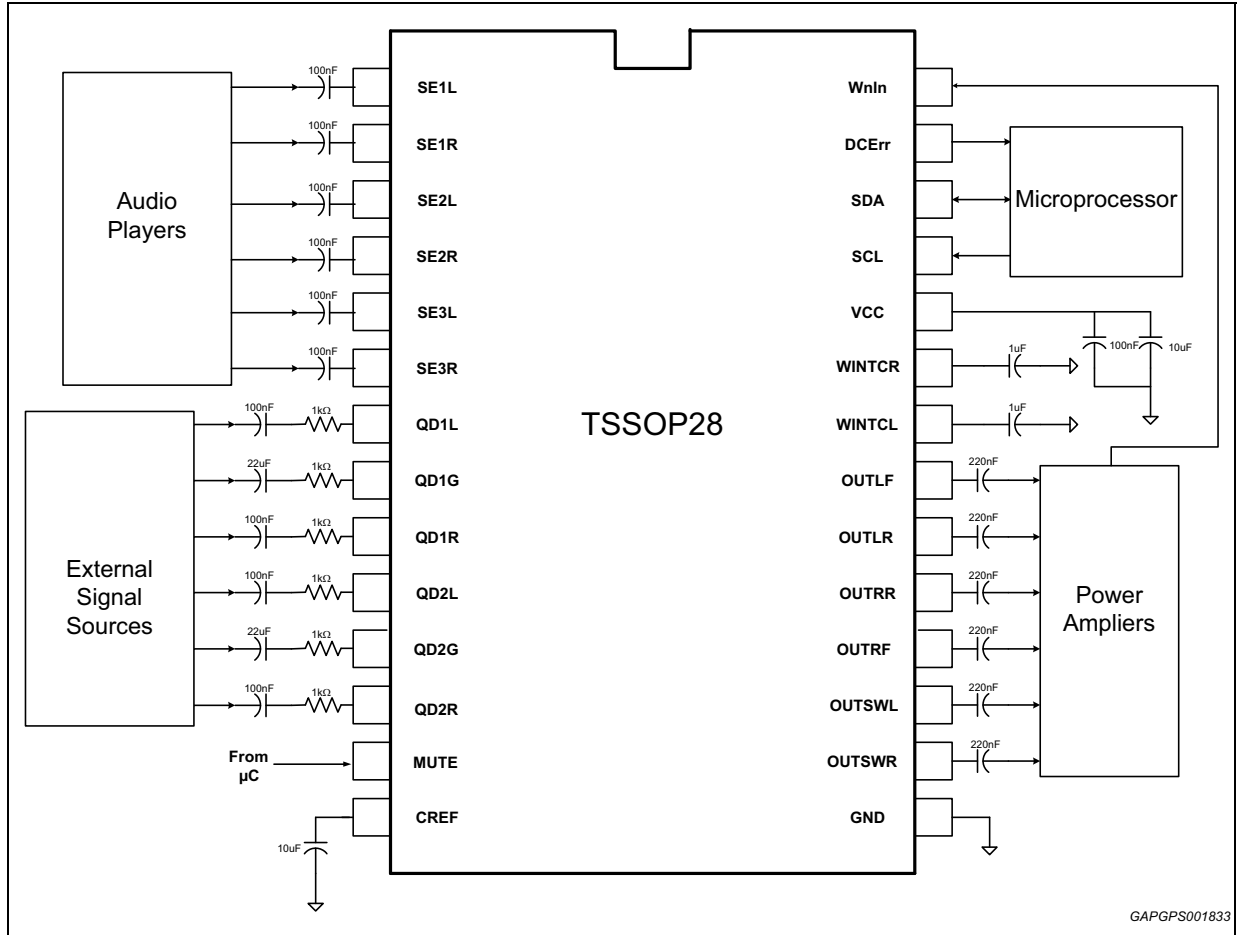 Audio
Players
100nF
SE1L
100nF
SE1R
100nF
SE2L
100nF
SE2R
100nF
SE3L
100nF
SE3R
External
Signal
Sources
100nF
1kΩ
QD1L
22uF
1kΩ
QD1G
100nF
1kΩ
QD1R
100nF
1kΩ
QD2L
22uF
1kΩ
QD2G
100nF
1kΩ
QD2R
From
µC
MUTE
CREF
10uF
TSSOP28
WnIn
DCErr
SDA
SCL
Microprocessor
VCC
100nF
10uF
WINTCR
1uF
WINTCL
1uF
OUTLF
220nF
OUTLR
220nF
OUTRR
220nF
OUTRF
220nF
OUTSWL
220nF
OUTSWR
220nF
Power
Ampliers
GND
GAPGPS001833